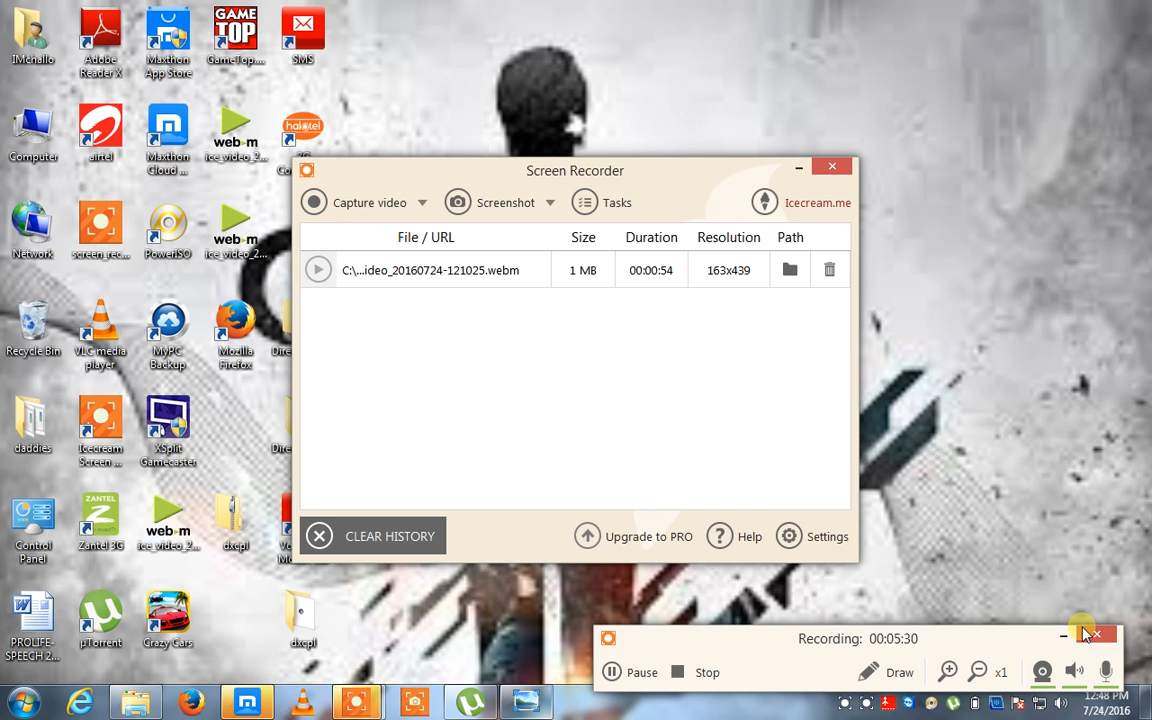 IMchallo
Adobe
Reader X
Maxthon
App Store
GAME
TOP
GameTop....
SMS
Computer
airtel
Maxthon
Cloud ...
web-m
ice_video_2...
halotel
Network
screen_rec...
PowerISO
web-m
ice_video_2...
Recycle Bin
VLC media
player
MyPC
Backup
Mozilla
Firefox
daddies
Icecream
Screen ...
XSplit
Gamecaster
Control
Panel
ZANTEL
Zantel 3G
web-m
ice_video_2...
dxcpl
PROLIFE-
SPEECH 2...
µTorrent
Crazy Cars
dxcpl
Screen Recorder
Capture video
Screenshot
Tasks
Icecream.me
File / URL Size Duration Resolution Path
C:\...ideo_20160724-121025.webm 1 MB 00:00:54 163x439
CLEAR HISTORY
Upgrade to PRO
Help
Settings
Recording: 00:05:30
Pause
Stop
Draw
x1
12:48 PM
7/24/2016